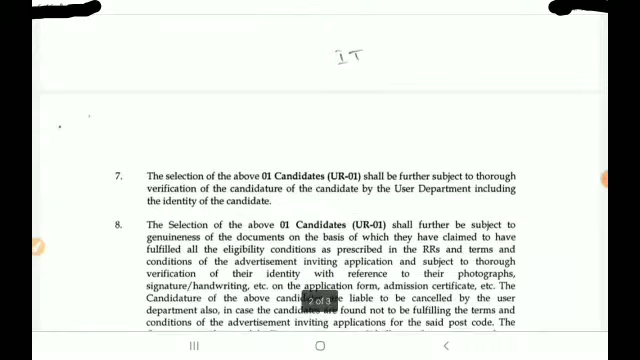 IT
7. The selection of the above 01 Candidates (UR-01) shall be further subject to thorough
verification of the candidature of the candidate by the User Department including
the identity of the candidate.
8. The Selection of the above 01 Candidates (UR-01) shall further be subject to
genuineness of the documents on the basis of which they have claimed to have
fulfilled all the eligibility conditions as prescribed in the RRs and terms and
conditions of the advertisement inviting application and subject to thorough
verification of their identity with reference to their photographs,
signature/handwriting, etc. on the application form, admission certificate, etc. The
Candidature of the above are liable to be cancelled by the user
2 of 3
department also, in case the candidates are found not to be fulfilling the terms and
conditions of the advertisement inviting applications for the said post code. The